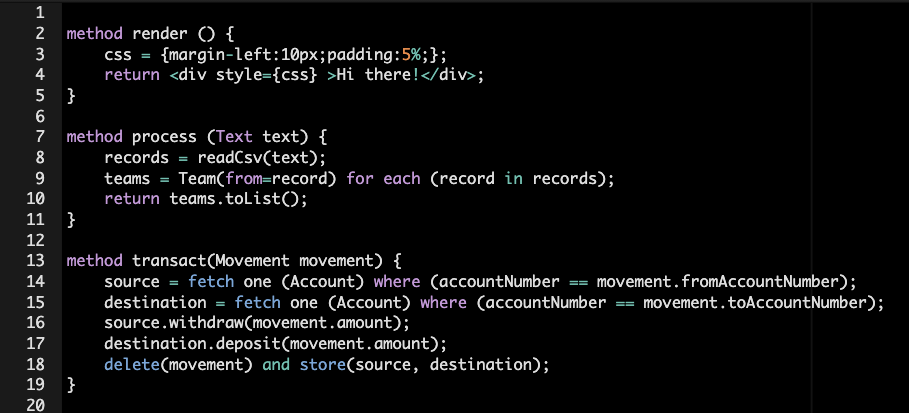 1
2 method render () {
3     css = {margin-left:10px;padding:5%;};
4     return <div style={css} >Hi there!</div>;
5 }
6
7 method process (Text text) {
8     records = readCsv(text);
9     teams = Team(from=record) for each (record in records);
10     return teams.toList();
11 }
12
13 method transact(Movement movement) {
14     source = fetch one (Account) where (accountNumber == movement.fromAccountNumber);
15     destination = fetch one (Account) where (accountNumber == movement.toAccountNumber);
16     source.withdraw(movement.amount);
17     destination.deposit(movement.amount);
18     delete(movement) and store(source, destination);
19 }
20